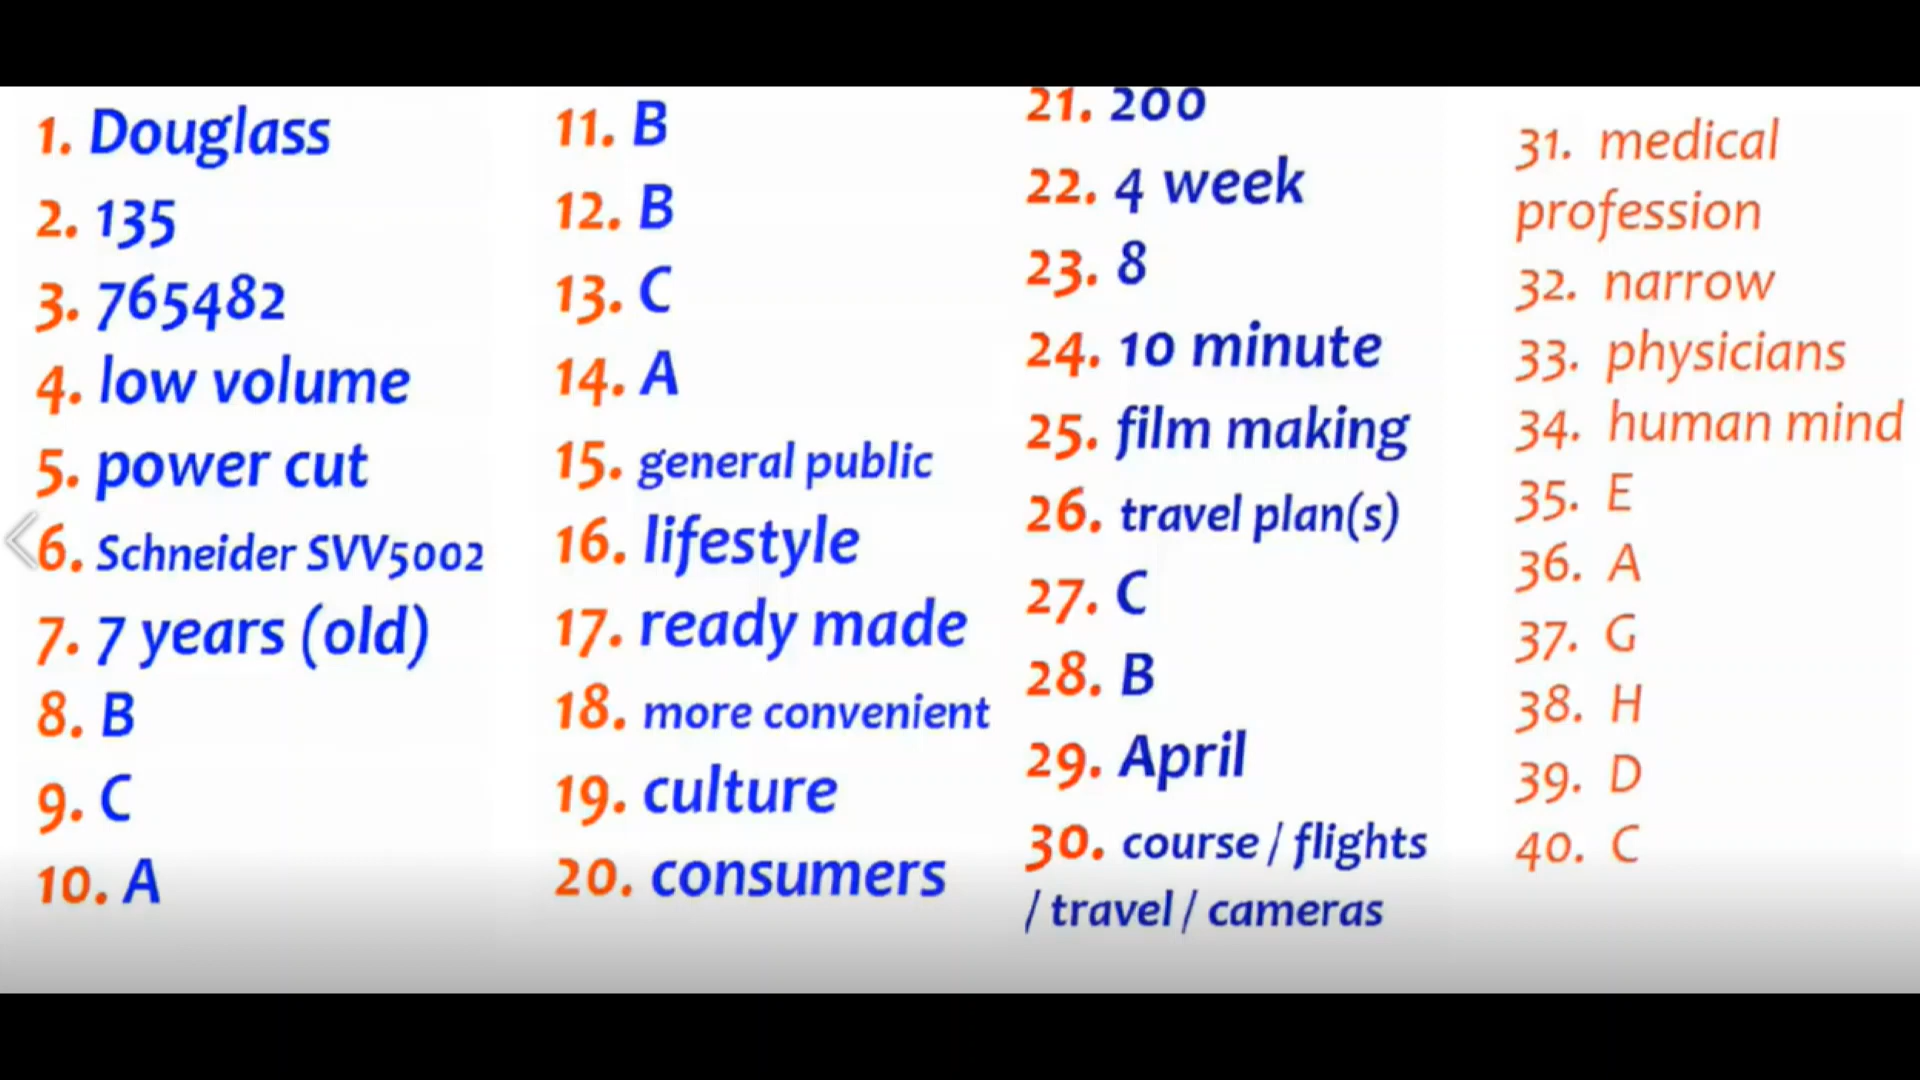 1. Douglass
2. 135
3. 765482
4. low volume
5. power cut
6. Schneider SVV5002
7. 7 years (old)
8. B
9. C
10. A
11. B
12. B
13. C
14. A
15. general public
16. lifestyle
17. ready made
18. more convenient
19. culture
20. consumers
21. 200
22. 4 week
23. 8
24. 10 minute
25. film making
26. travel plan(s)
27. C
28. B
29. April
30. course / flights
/ travel / cameras
31. medical
profession
32. narrow
33. physicians
34. human mind
35. E
36. A
37. G
38. H
39. D
40. C